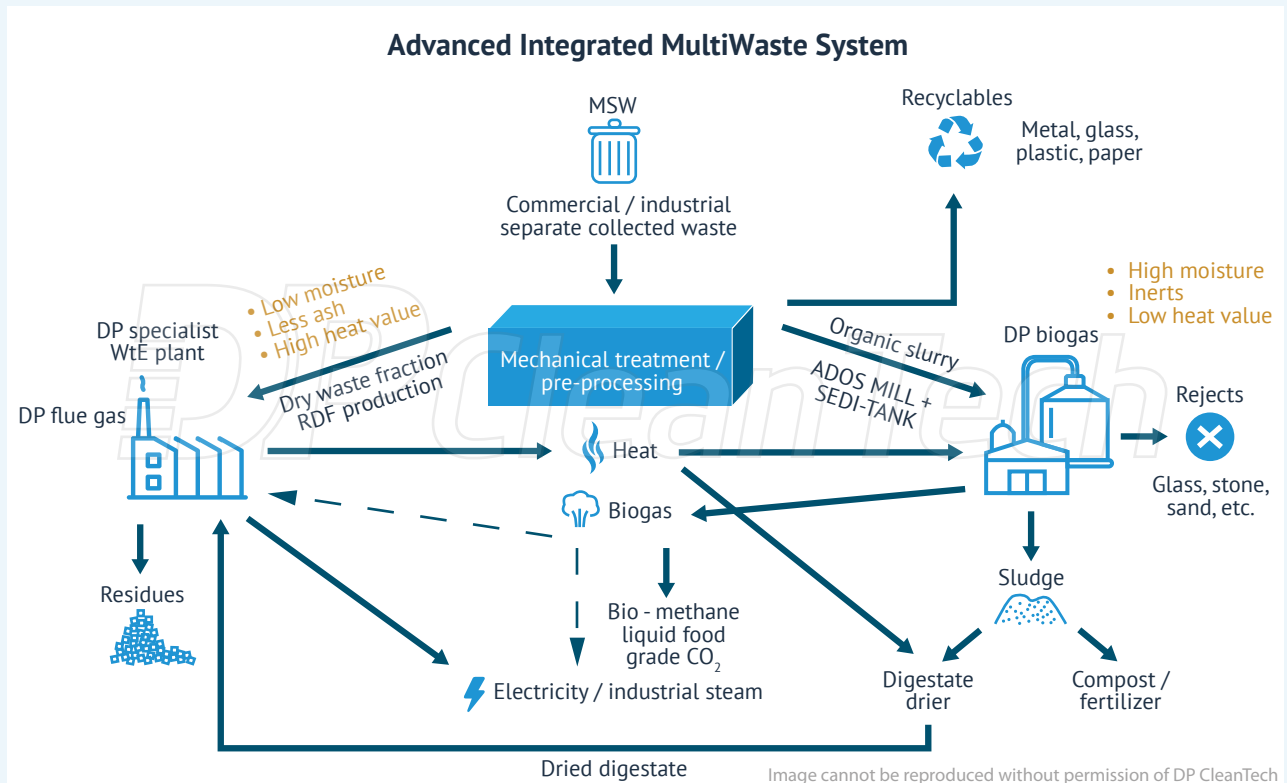 Advanced Integrated MultiWaste System
MSW
Commercial / industrial
separate collected waste
Recyclables
Metal, glass,
plastic, paper
• Low moisture
• Less ash
• High heat value
Dry waste fraction
RDF production
Mechanical treatment /
pre-processing
Organic slurry
ADOS MILL +
SEDI-TANK
• High moisture
• Inerts
• Low heat value
DP specialist
WtE plant
DP flue gas
DP biogas
Rejects
Glass, stone,
sand, etc.
Heat
Biogas
Residues
Bio - methane
liquid food
grade CO₂
Electricity / industrial steam
Sludge
Digestate
drier
Compost /
fertilizer
Dried digestate
DP CleanTech
Image cannot be reproduced without permission of DP CleanTech